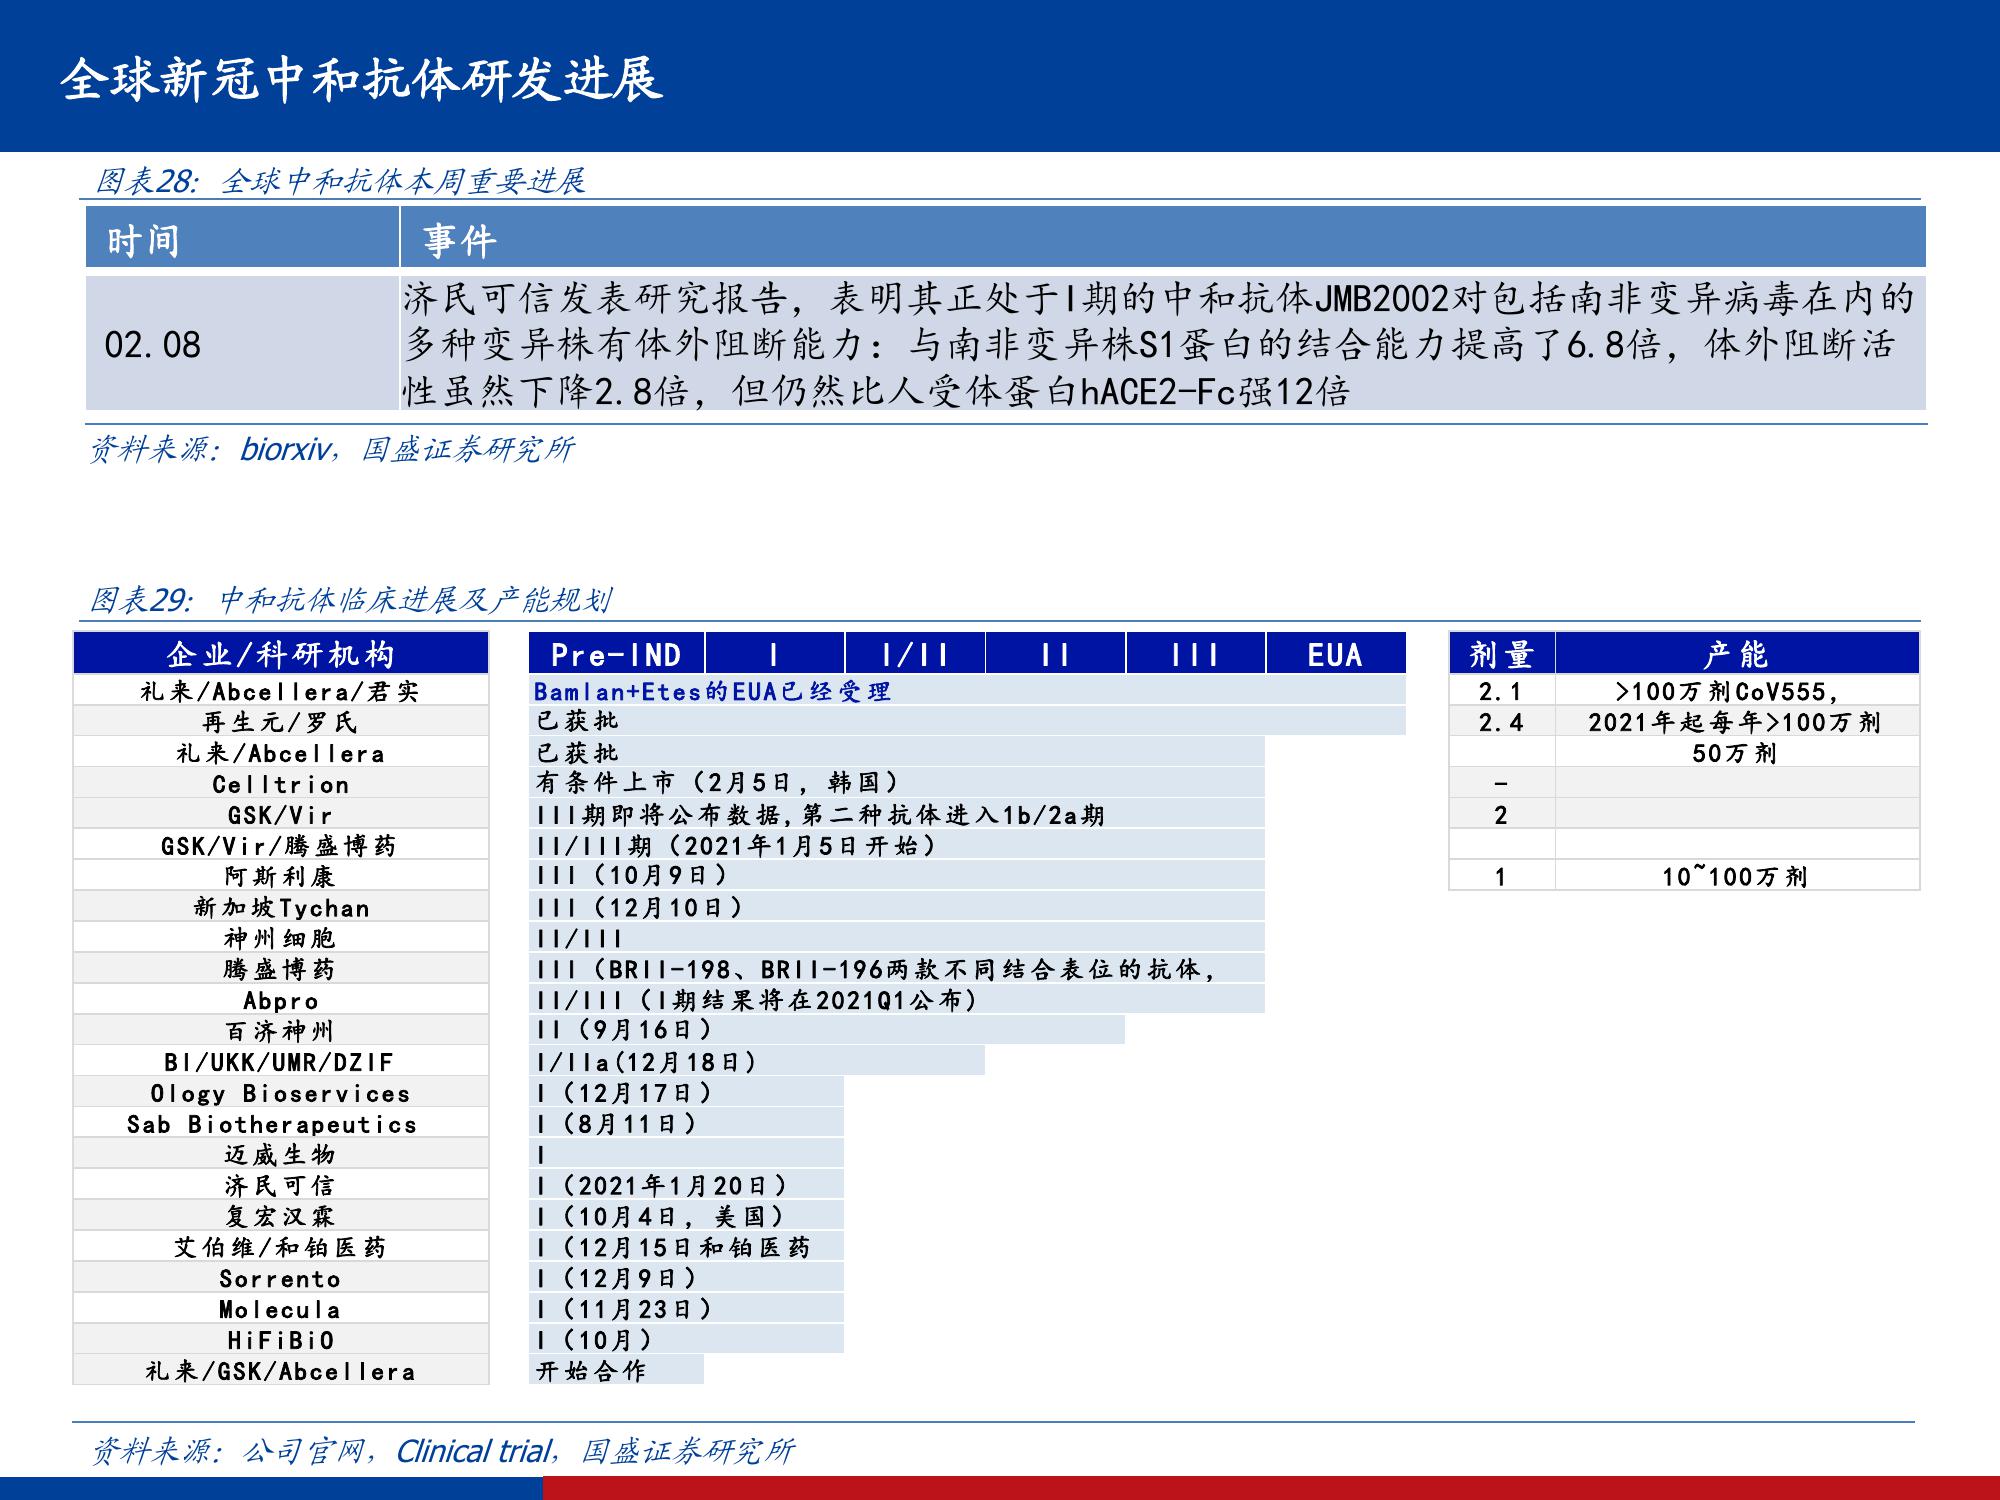 全球新冠中和抗体研发进展
图表28: 全球中和抗体本周重要进展
时间 事件
02.08
济民可信发表研究报告，表明其正处于I期的中和抗体JMB2002对包括南非变异病毒在内的
多种变异株有体外阻断能力：与南非变异株S1蛋白的结合能力提高了6.8倍，体外阻断活
性虽然下降2.8倍，但仍然比人受体蛋白hACE2-Fc强12倍
资料来源：biorxiv，国盛证券研究所
图表29: 中和抗体临床进展及产能规划
企业/科研机构 Pre-IND I I/II II III EUA 剂量 产能
礼来/Abcellera/君实 Bamlan+Etes的EUA已经受理 2.1 >100万剂CoV555,
再生元/罗氏 已获批 2.4 2021年起每年>100万剂
礼来/Abcellera 已获批 50万剂
Celltrion 有条件上市（2月5日，韩国） -
GSK/Vir III期即将公布数据,第二种抗体进入1b/2a期 2
GSK/Vir/腾盛博药 II/III期（2021年1月5日开始）
阿斯利康 III（10月9日） 1 10~100万剂
新加坡Tychan III（12月10日）
神州细胞 II/III
腾盛博药 III（BRII-198、BRII-196两款不同结合表位的抗体，
Abpro II/III（I期结果将在2021Q1公布）
百济神州 II（9月16日）
BI/UKK/UMR/DZIF I/IIa(12月18日）
Ology Bioservices I（12月17日）
Sab Biotherapeutics I（8月11日）
迈威生物 I
济民可信 I（2021年1月20日）
复宏汉霖 I（10月4日，美国）
艾伯维/和铂医药 I（12月15日和铂医药
Sorrento I（12月9日）
Molecula I（11月23日）
HiFiBiO I（10月）
礼来/GSK/Abcellera 开始合作
资料来源：公司官网，Clinical trial，国盛证券研究所